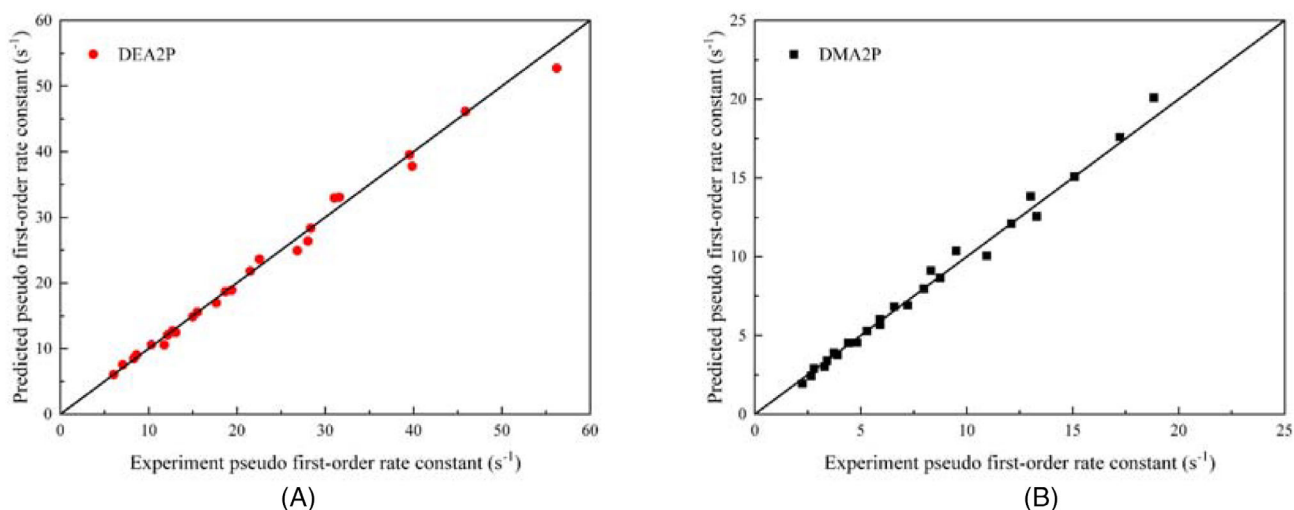 60
50
40
30
20
10
0
DEA2P
Predicted pseudo first-order rate constant (s⁻¹)
0 10 20 30 40 50 60
Experiment pseudo first-order rate constant (s⁻¹)
(A)
25
20
15
10
5
0
DMA2P
Predicted pseudo first-order rate constant (s⁻¹)
0 5 10 15 20 25
Experiment pseudo first-order rate constant (s⁻¹)
(B)